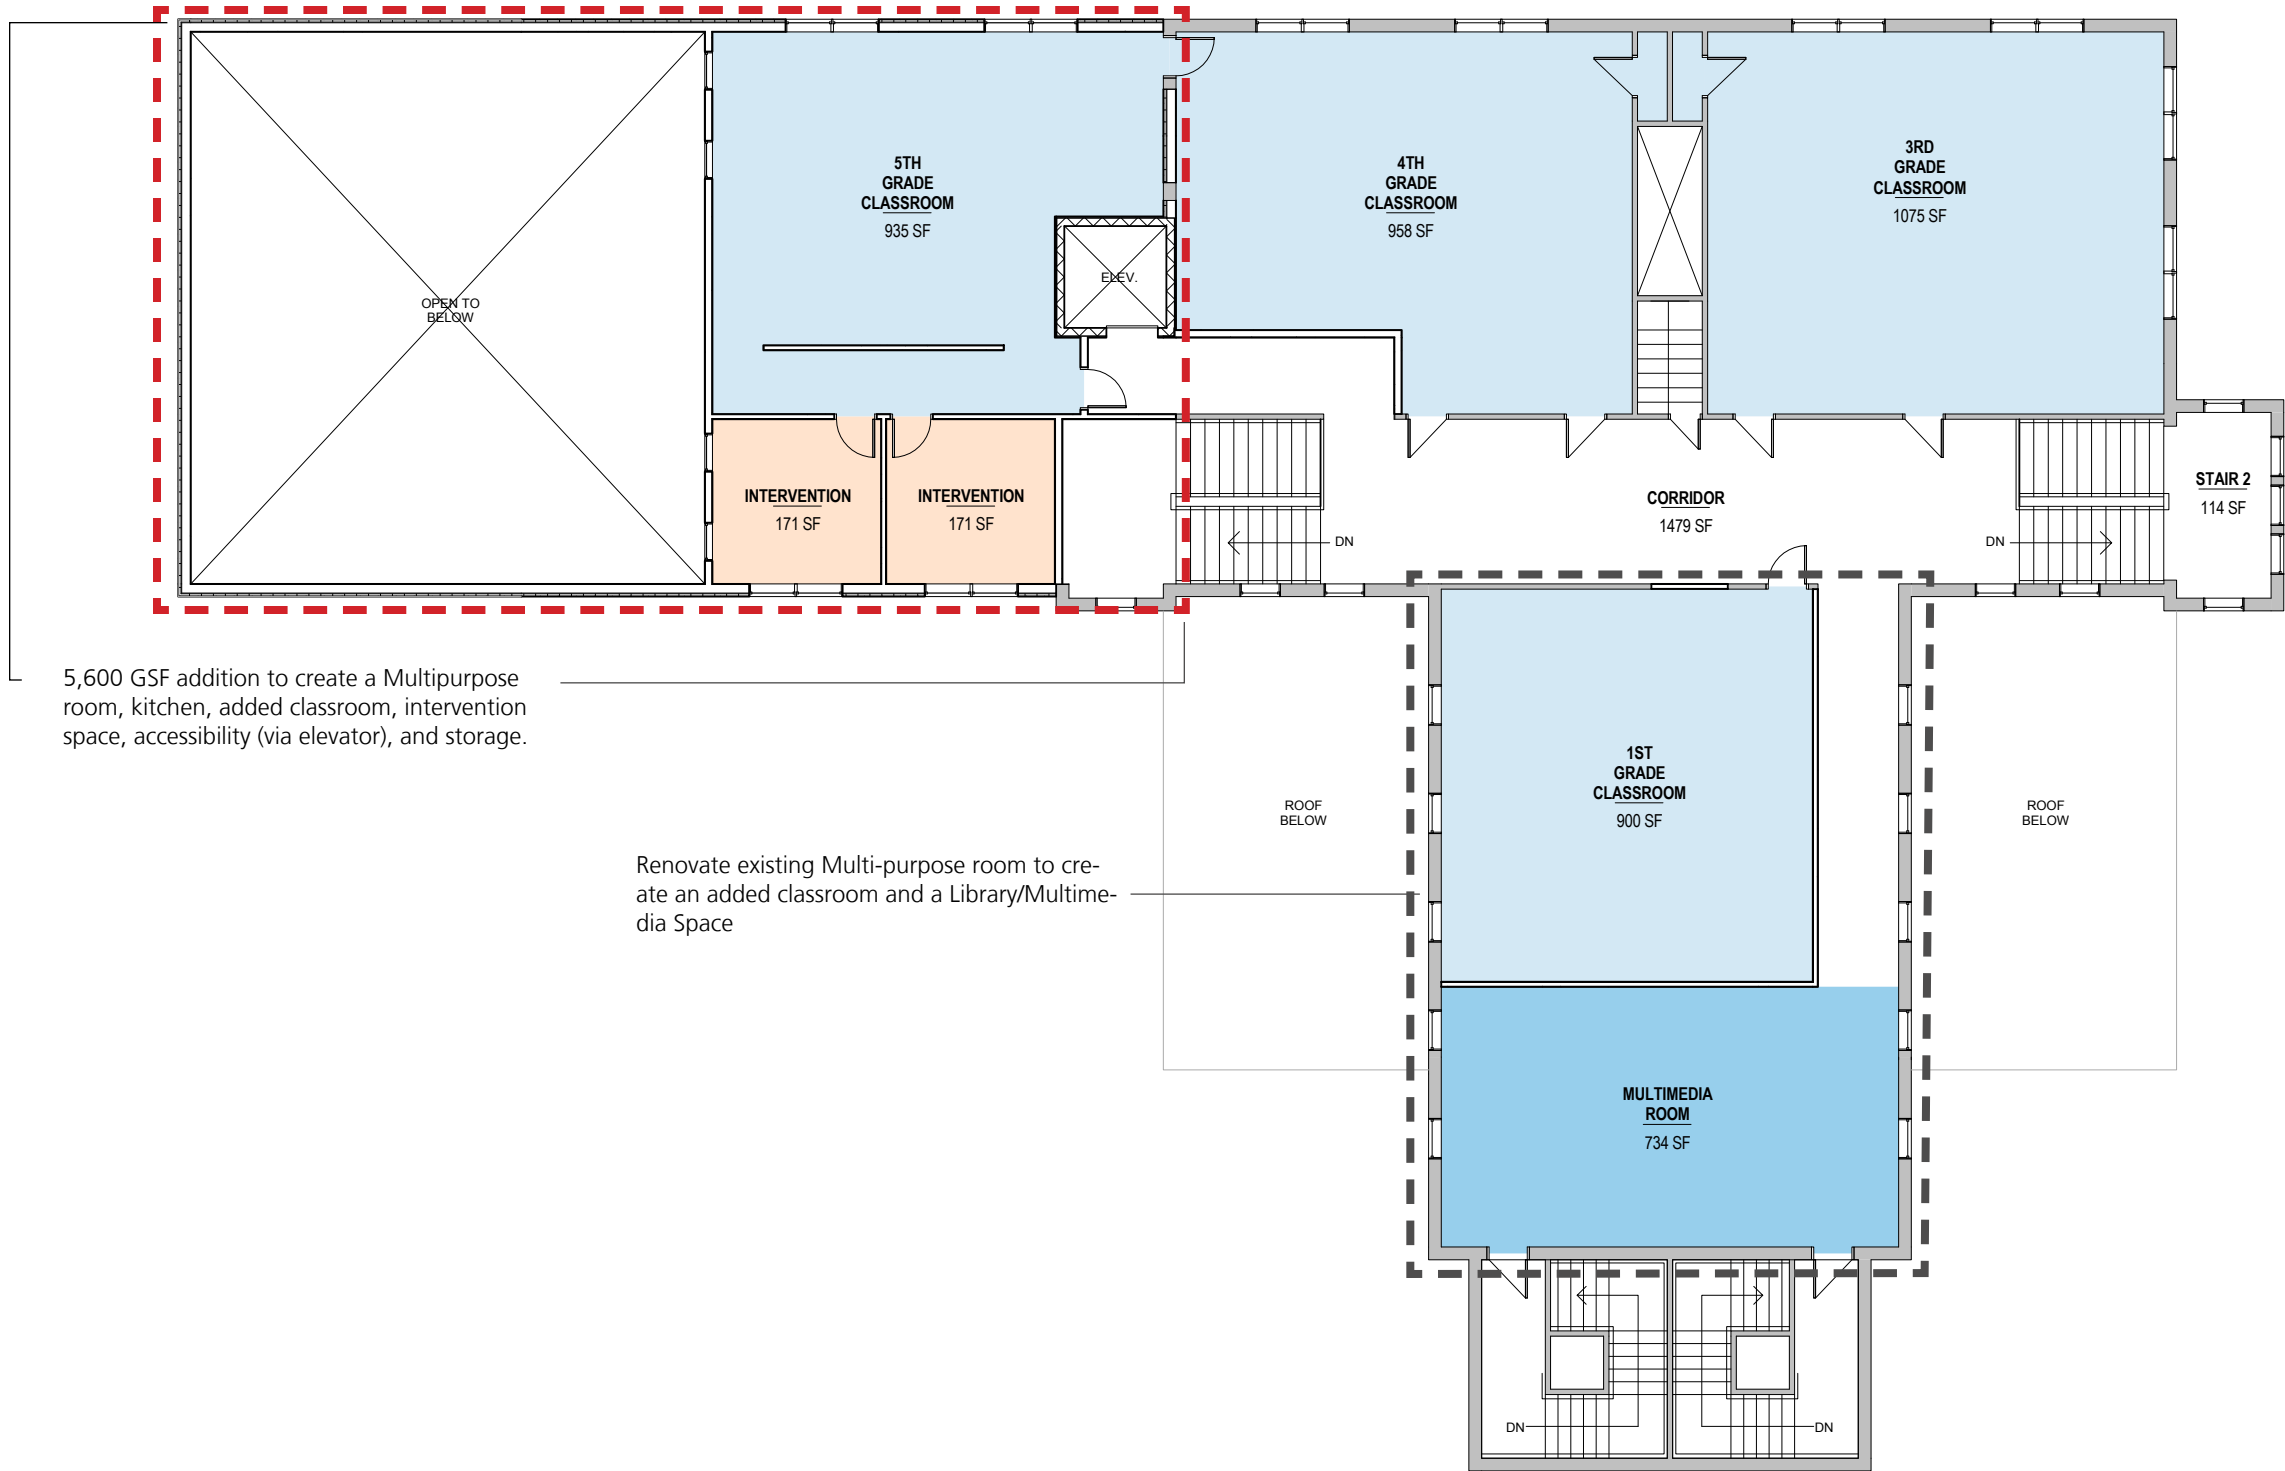 5TH
GRADE
CLASSROOM
935 SF
4TH
GRADE
CLASSROOM
958 SF
3RD
GRADE
CLASSROOM
1075 SF
ELEV.
OPEN TO
BELOW
INTERVENTION
171 SF
INTERVENTION
171 SF
DN
CORRIDOR
1479 SF
DN
STAIR 2
114 SF
5,600 GSF addition to create a Multipurpose
room, kitchen, added classroom, intervention
space, accessibility (via elevator), and storage.
1ST
GRADE
CLASSROOM
900 SF
ROOF
BELOW
ROOF
BELOW
Renovate existing Multi-purpose room to cre-
ate an added classroom and a Library/Multime-
dia Space
MULTIMEDIA
ROOM
734 SF
DN
DN